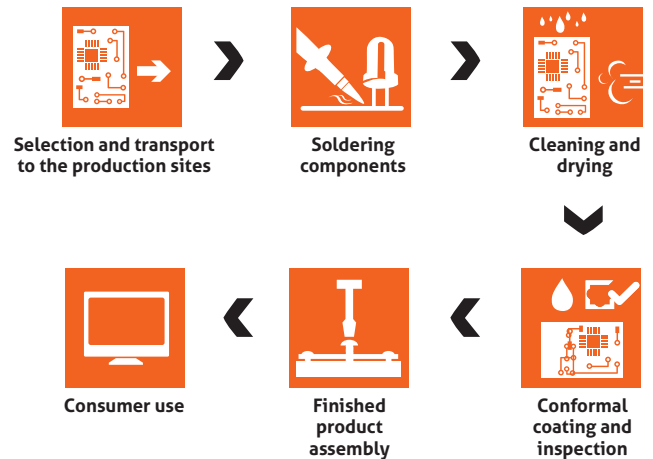 Selection and transport
to the production sites
Soldering
components
Cleaning and
drying
Consumer use
Finished
product
assembly
Conformal
coating and
inspection